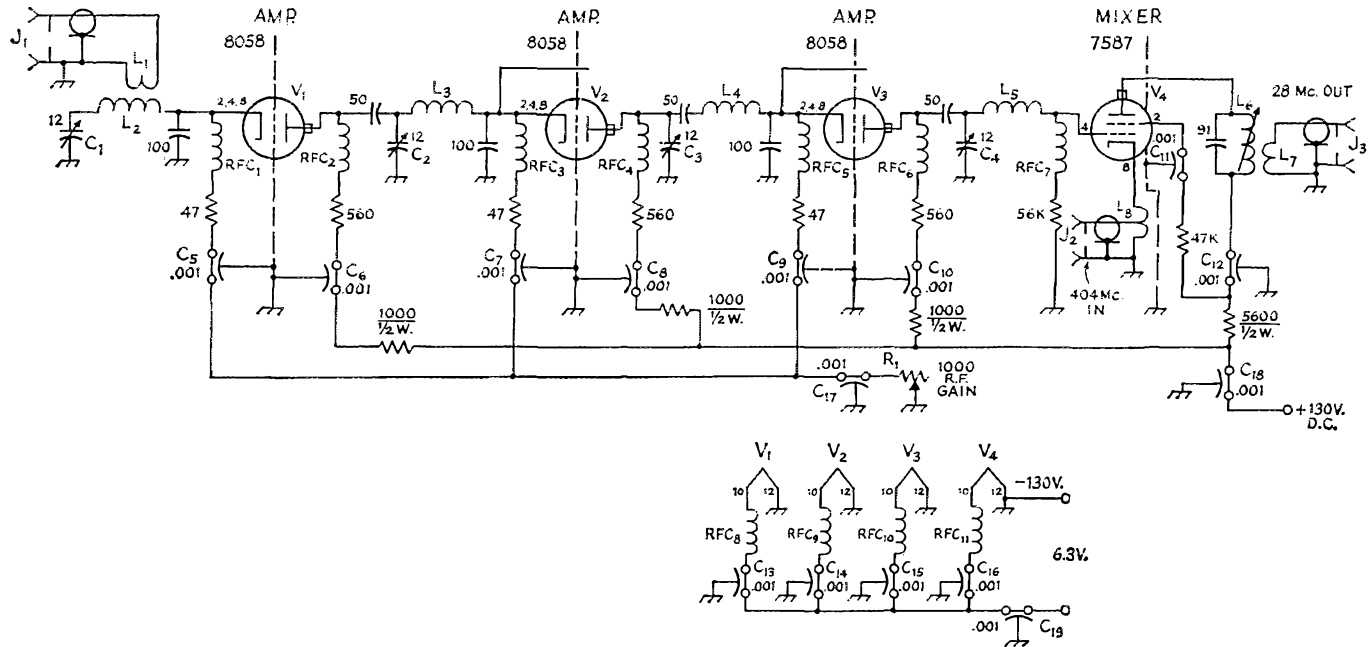 AMP.
AMP.
AMP.
MIXER
8058
8058
8058
7587
J1
L1
V1
V2
V3
V4
2,4,8
2,4,8
2,4,8
L2
L3
L4
L5
L6
L7
L8
28 Mc. OUT
J3
12
C1
100
RFC1
RFC2
50
12
C2
100
RFC3
RFC4
50
12
C3
100
RFC5
RFC6
50
12
C4
RFC7
4
2
8
.001
C11
91
47
560
47
560
47
560
56K
J2
47K
404 Mc.
IN
C5
.001
C6
.001
C7
.001
C8
.001
C9
.001
C10
.001
C12
.001
1000
1/2 W.
1000
1/2 W.
1000
1/2 W.
5600
1/2 W.
.001
C17
R1
1000
R.F.
GAIN
C18
.001
+130V.
D.C.
V1
V2
V3
V4
10
12
10
12
10
12
10
12
-130V.
RFC8
RFC9
RFC10
RFC11
6.3V.
C13
.001
C14
.001
C15
.001
C16
.001
.001
C19